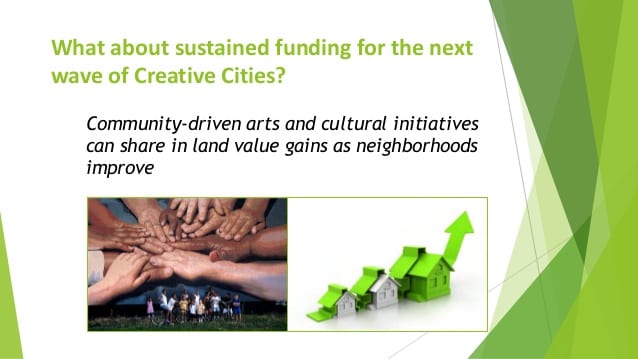 What about sustained funding for the next
wave of Creative Cities?
Community-driven arts and cultural initiatives
can share in land value gains as neighborhoods
improve